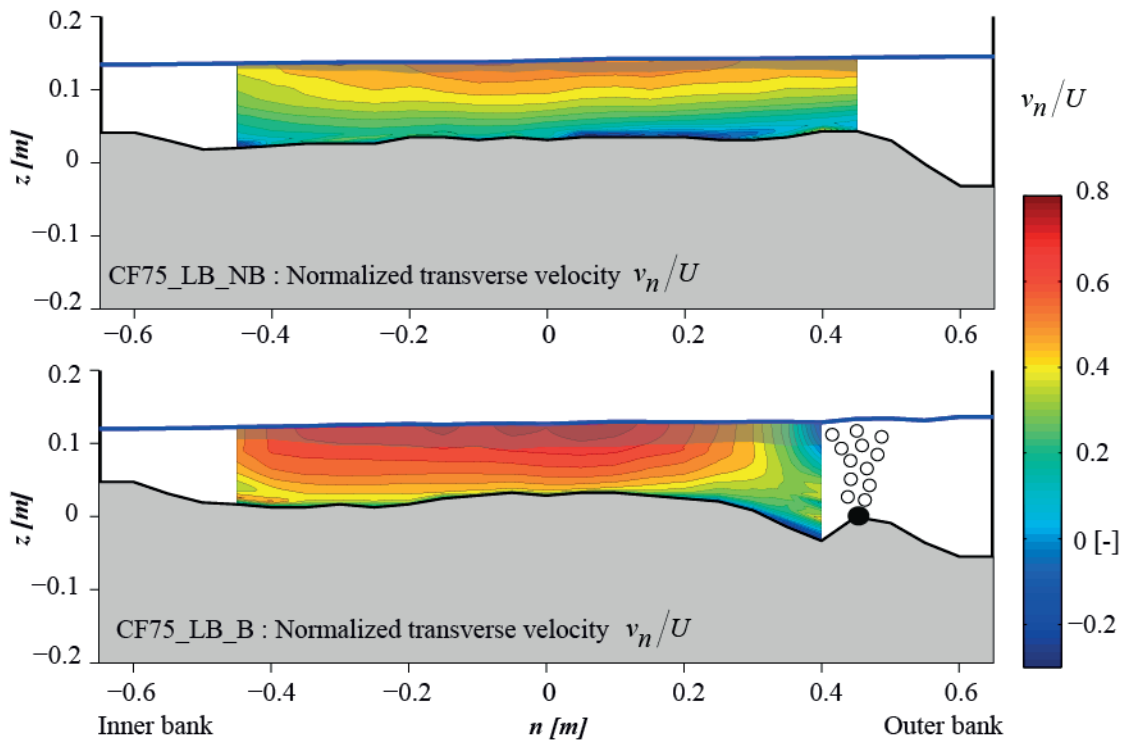 0.2
0.1
0
−0.1
−0.2
z [m]
CF75_LB_NB : Normalized transverse velocity v_n/U
−0.6 −0.4 −0.2 0 0.2 0.4 0.6
v_n/U
0.8
0.6
0.4
0.2
0 [-]
−0.2
0.2
0.1
0
−0.1
−0.2
z [m]
CF75_LB_B : Normalized transverse velocity v_n/U
−0.6 −0.4 −0.2 0 0.2 0.4 0.6
Inner bank n [m] Outer bank